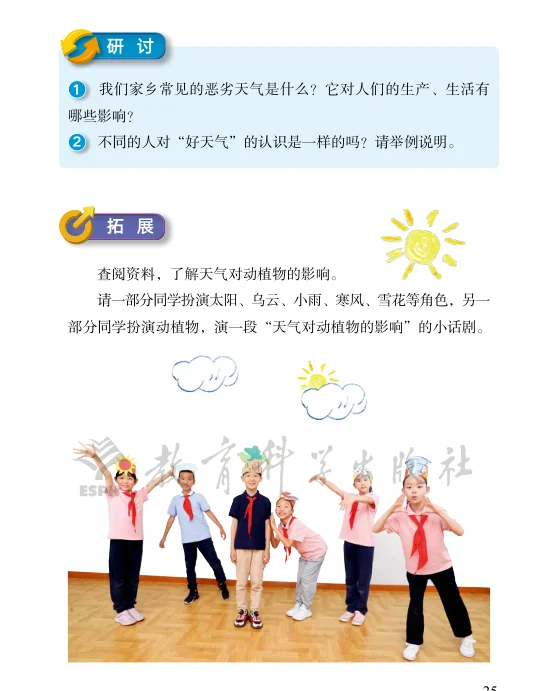 研讨
1 我们家乡常见的恶劣天气是什么？它对人们的生产、生活有
哪些影响？
2 不同的人对“好天气”的认识是一样的吗？请举例说明。
拓展
查阅资料，了解天气对动植物的影响。
请一部分同学扮演太阳、乌云、小雨、寒风、雪花等角色，另一
部分同学扮演动植物，演一段“天气对动植物的影响”的小话剧。
教育科学出版社
ESPH
25